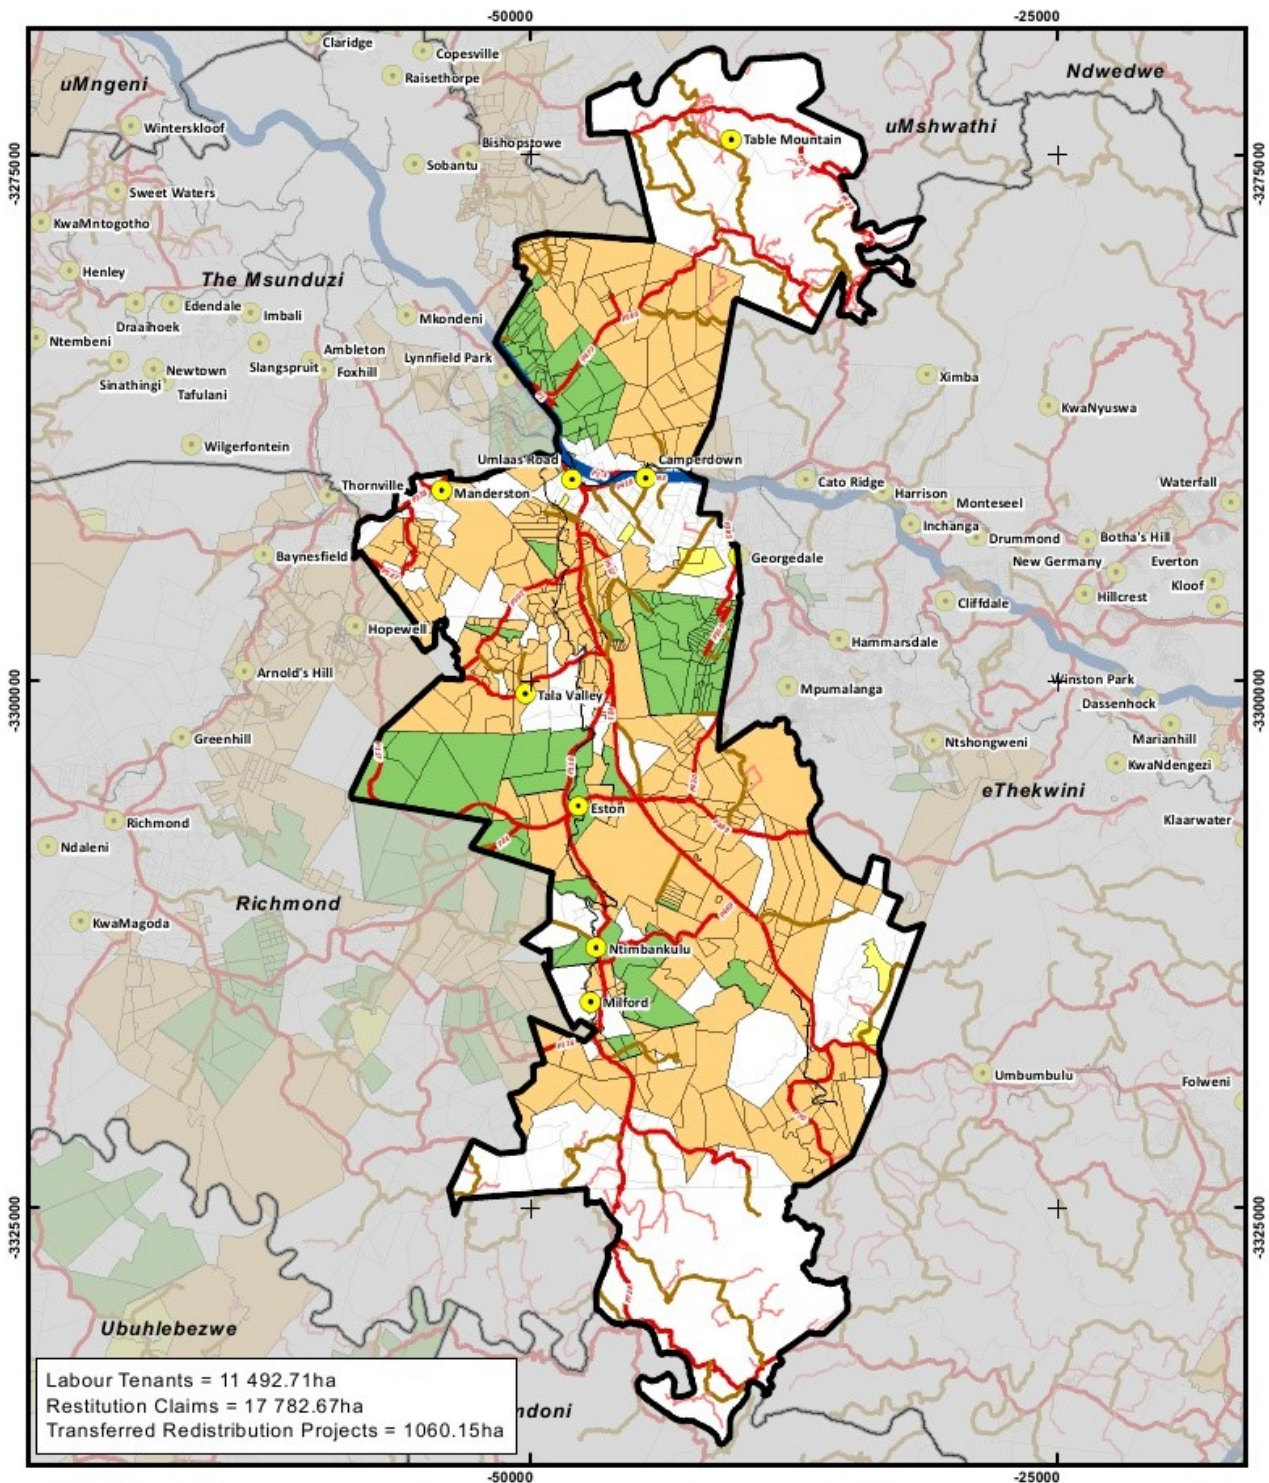 -50000
-25000
Claridge
Copesville
Raisethorpe
uMngeni
Ndwedwe
Winterskloof
uMshwathi
Table Mountain
Bishopstowe
Sobantu
-3275000
-3275000
Sweet Waters
KwaMntogotho
Henley
The Msunduzi
Edendale
Imbali
Draaihoek
Mkondeni
Ntembeni
Ambleton
Lynnfield Park
Slangspruit
Foxhill
Newtown
Sinathingi
Tafulani
Ximba
KwaNyuswa
Wilgerfontein
Umlaas Road
Camperdown
Thornville
Manderston
Cato Ridge
Harrison
Monteseel
Waterfall
Inchanga
Drummond
Botha's Hill
Baynesfield
Georgedale
New Germany
Everton
Kloof
Cliffdale
Hillcrest
Hopewell
Hammarsdale
Arnold's Hill
-3300000
-3300000
Tala Valley
Mpumalanga
Winston Park
Dassenhock
Greenhill
Ntshongweni
Marianhill
KwaNdengezi
eThekwini
Eston
Richmond
Klaarwater
Ndaleni
Richmond
KwaMagoda
Ntimbankulu
Milford
Umbumbulu
Folweni
-3325000
-3325000
Ubuhlebezwe
Labour Tenants = 11 492.71ha
Restitution Claims = 17 782.67ha
Transferred Redistribution Projects = 1060.15ha
mdoni
-50000
-25000